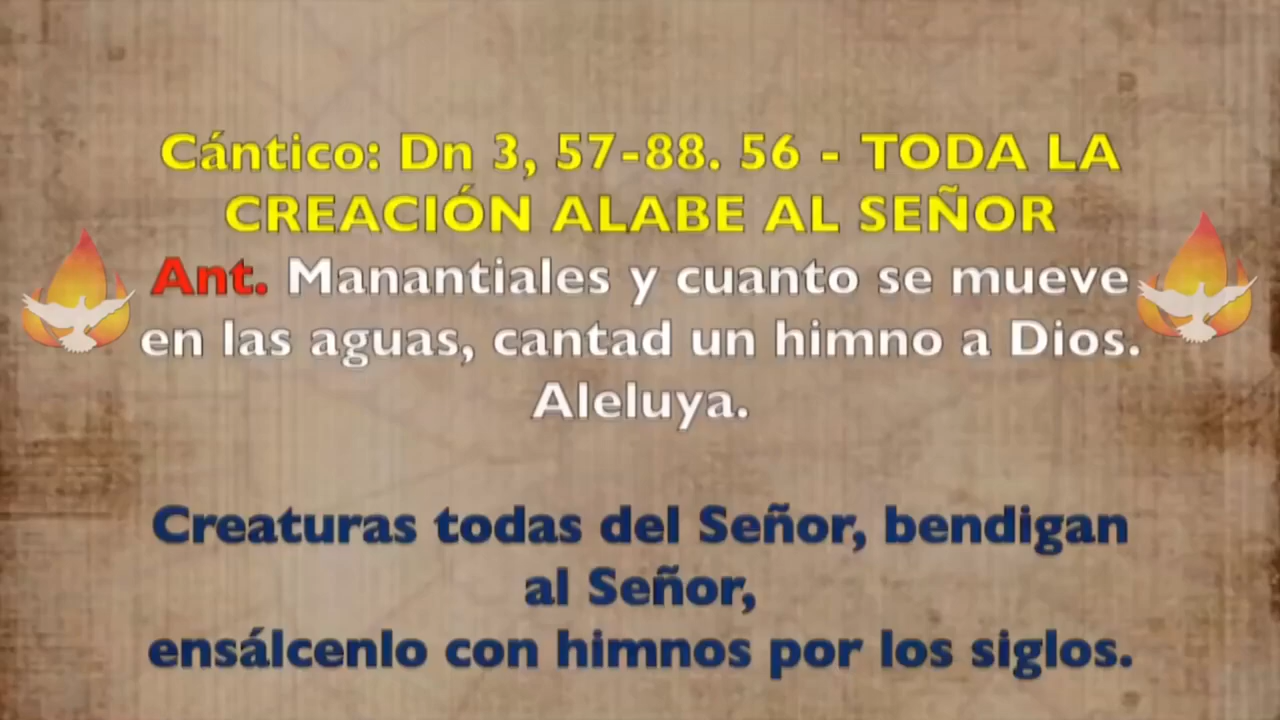 Cántico: Dn 3, 57-88. 56 - TODA LA
CREACIÓN ALABE AL SEÑOR
Ant. Manantiales y cuanto se mueve
en las aguas, cantad un himno a Dios.
Aleluya.
Creaturas todas del Señor, bendigan
al Señor,
ensálcenlo con himnos por los siglos.